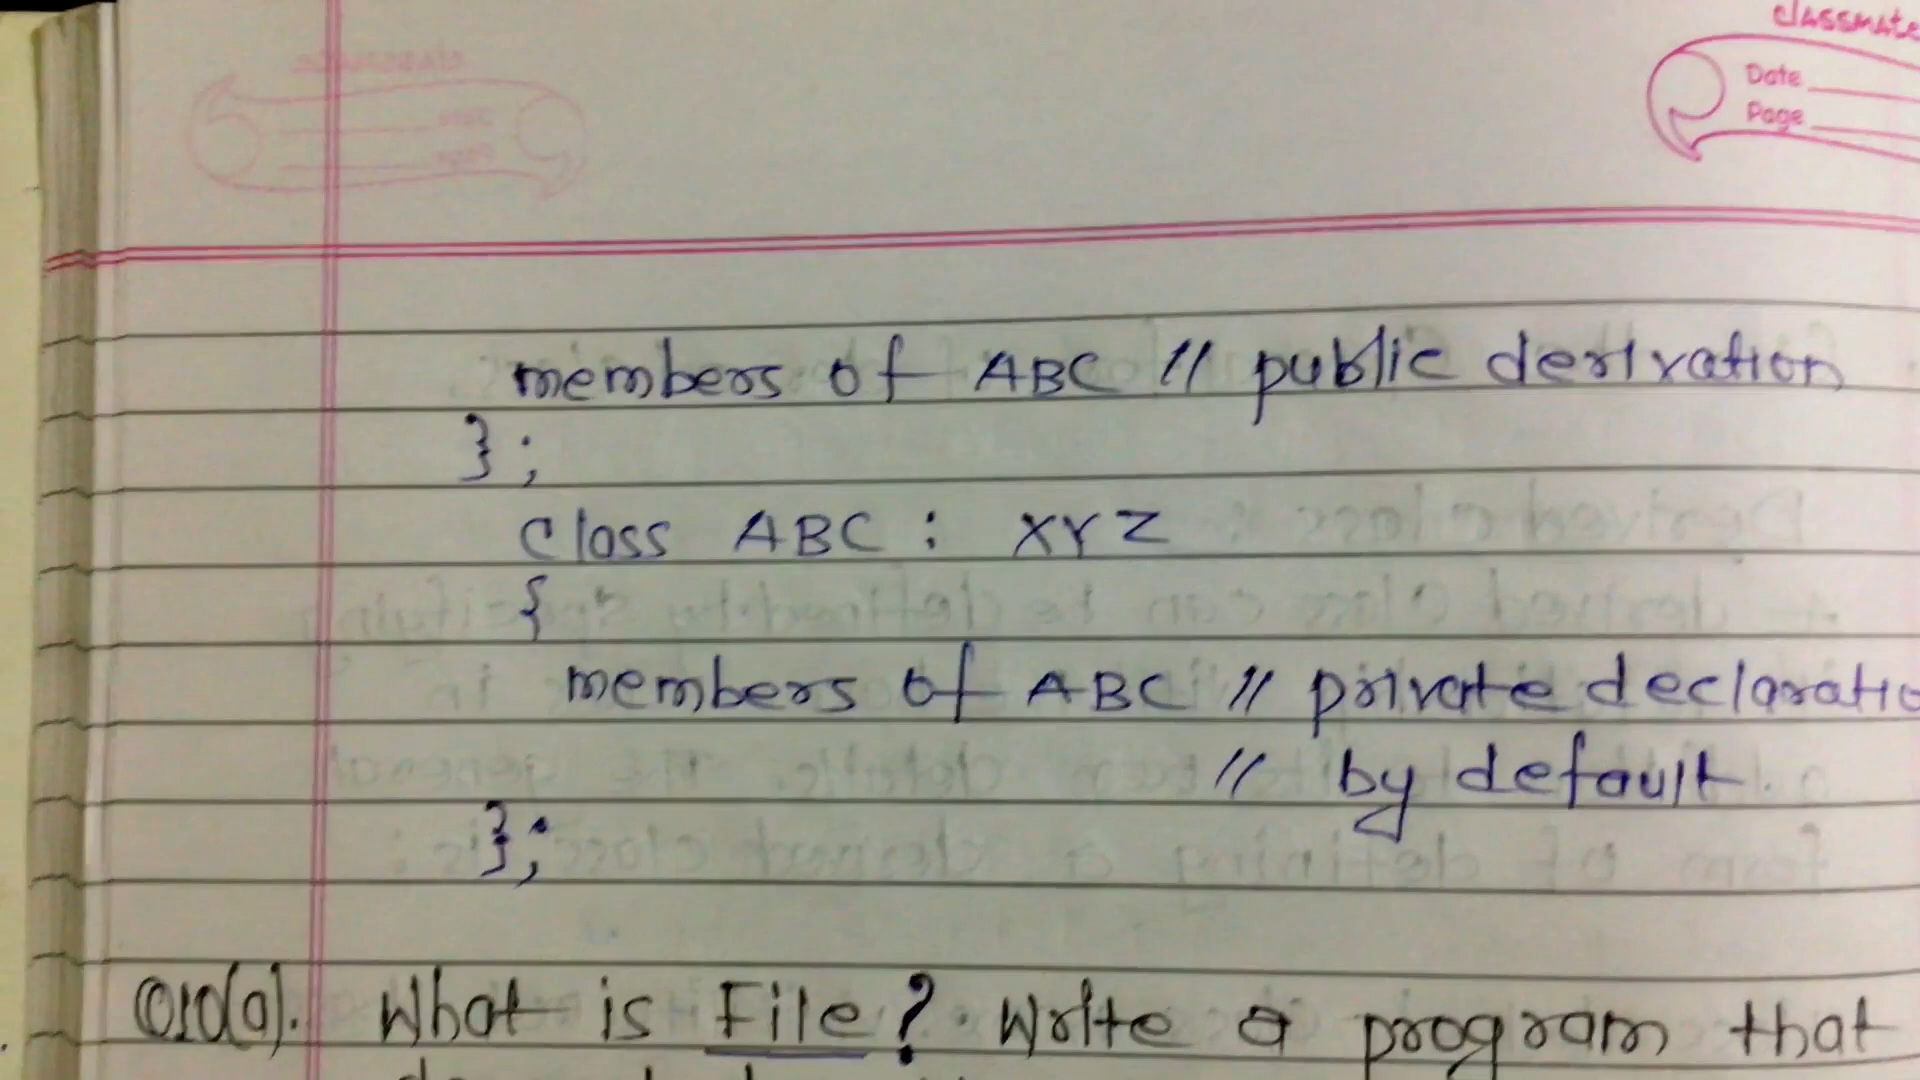 classmate
Date
Page
members of ABC // public derivation
};
class ABC : XYZ
{
members of ABC // private declaratio
// by default.
};
Q10(a). What is File? Write a program that